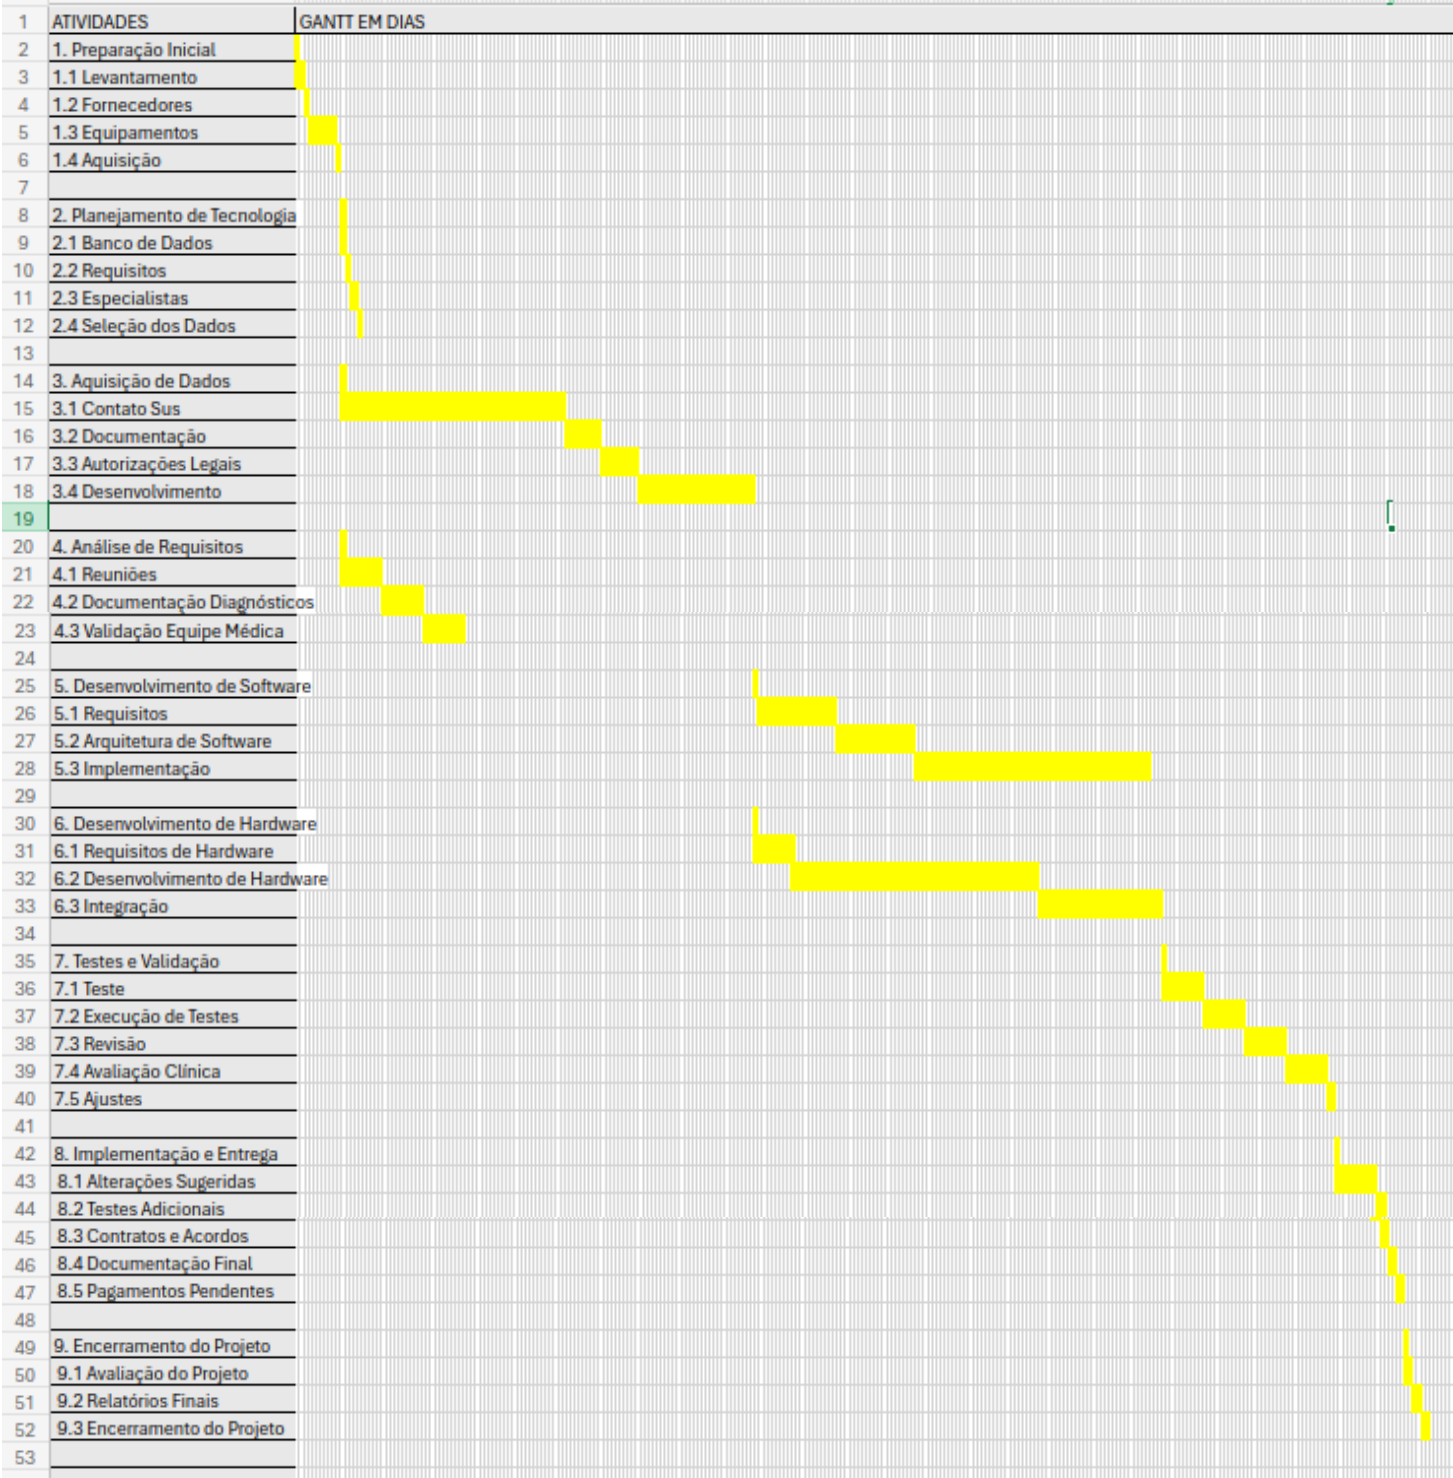 1 ATIVIDADES GANTT EM DIAS
2 1. Preparação Inicial
3 1.1 Levantamento
4 1.2 Fornecedores
5 1.3 Equipamentos
6 1.4 Aquisição
7
8 2. Planejamento de Tecnologia
9 2.1 Banco de Dados
10 2.2 Requisitos
11 2.3 Especialistas
12 2.4 Seleção dos Dados
13
14 3. Aquisição de Dados
15 3.1 Contato Sus
16 3.2 Documentação
17 3.3 Autorizações Legais
18 3.4 Desenvolvimento
19
20 4. Análise de Requisitos
21 4.1 Reuniões
22 4.2 Documentação Diagnósticos
23 4.3 Validação Equipe Médica
24
25 5. Desenvolvimento de Software
26 5.1 Requisitos
27 5.2 Arquitetura de Software
28 5.3 Implementação
29
30 6. Desenvolvimento de Hardware
31 6.1 Requisitos de Hardware
32 6.2 Desenvolvimento de Hardware
33 6.3 Integração
34
35 7. Testes e Validação
36 7.1 Teste
37 7.2 Execução de Testes
38 7.3 Revisão
39 7.4 Avaliação Clínica
40 7.5 Ajustes
41
42 8. Implementação e Entrega
43 8.1 Alterações Sugeridas
44 8.2 Testes Adicionais
45 8.3 Contratos e Acordos
46 8.4 Documentação Final
47 8.5 Pagamentos Pendentes
48
49 9. Encerramento do Projeto
50 9.1 Avaliação do Projeto
51 9.2 Relatórios Finais
52 9.3 Encerramento do Projeto
53